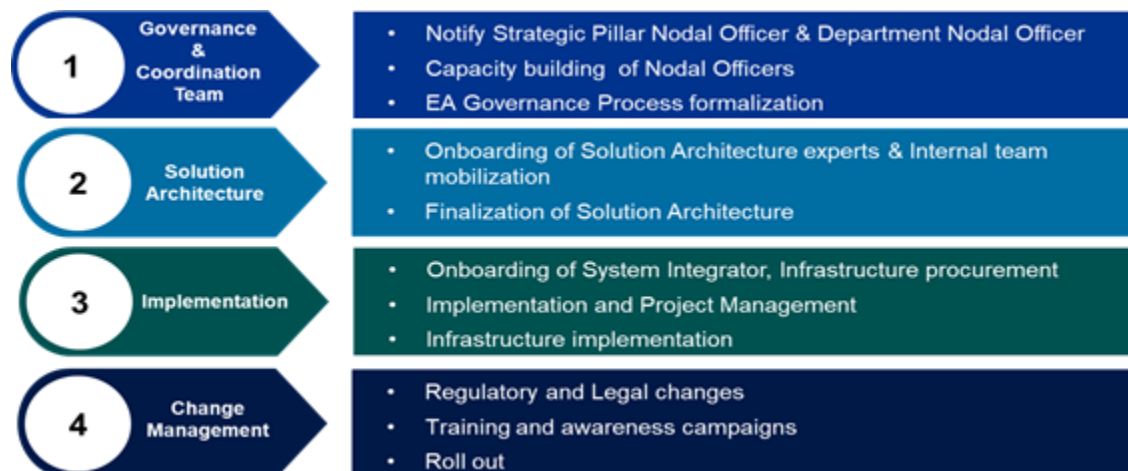 1
Governance
&
Coordination
Team
• Notify Strategic Pillar Nodal Officer & Department Nodal Officer
• Capacity building of Nodal Officers
• EA Governance Process formalization
2
Solution
Architecture
• Onboarding of Solution Architecture experts & Internal team
mobilization
• Finalization of Solution Architecture
3
Implementation
• Onboarding of System Integrator, Infrastructure procurement
• Implementation and Project Management
• Infrastructure implementation
4
Change
Management
• Regulatory and Legal changes
• Training and awareness campaigns
• Roll out